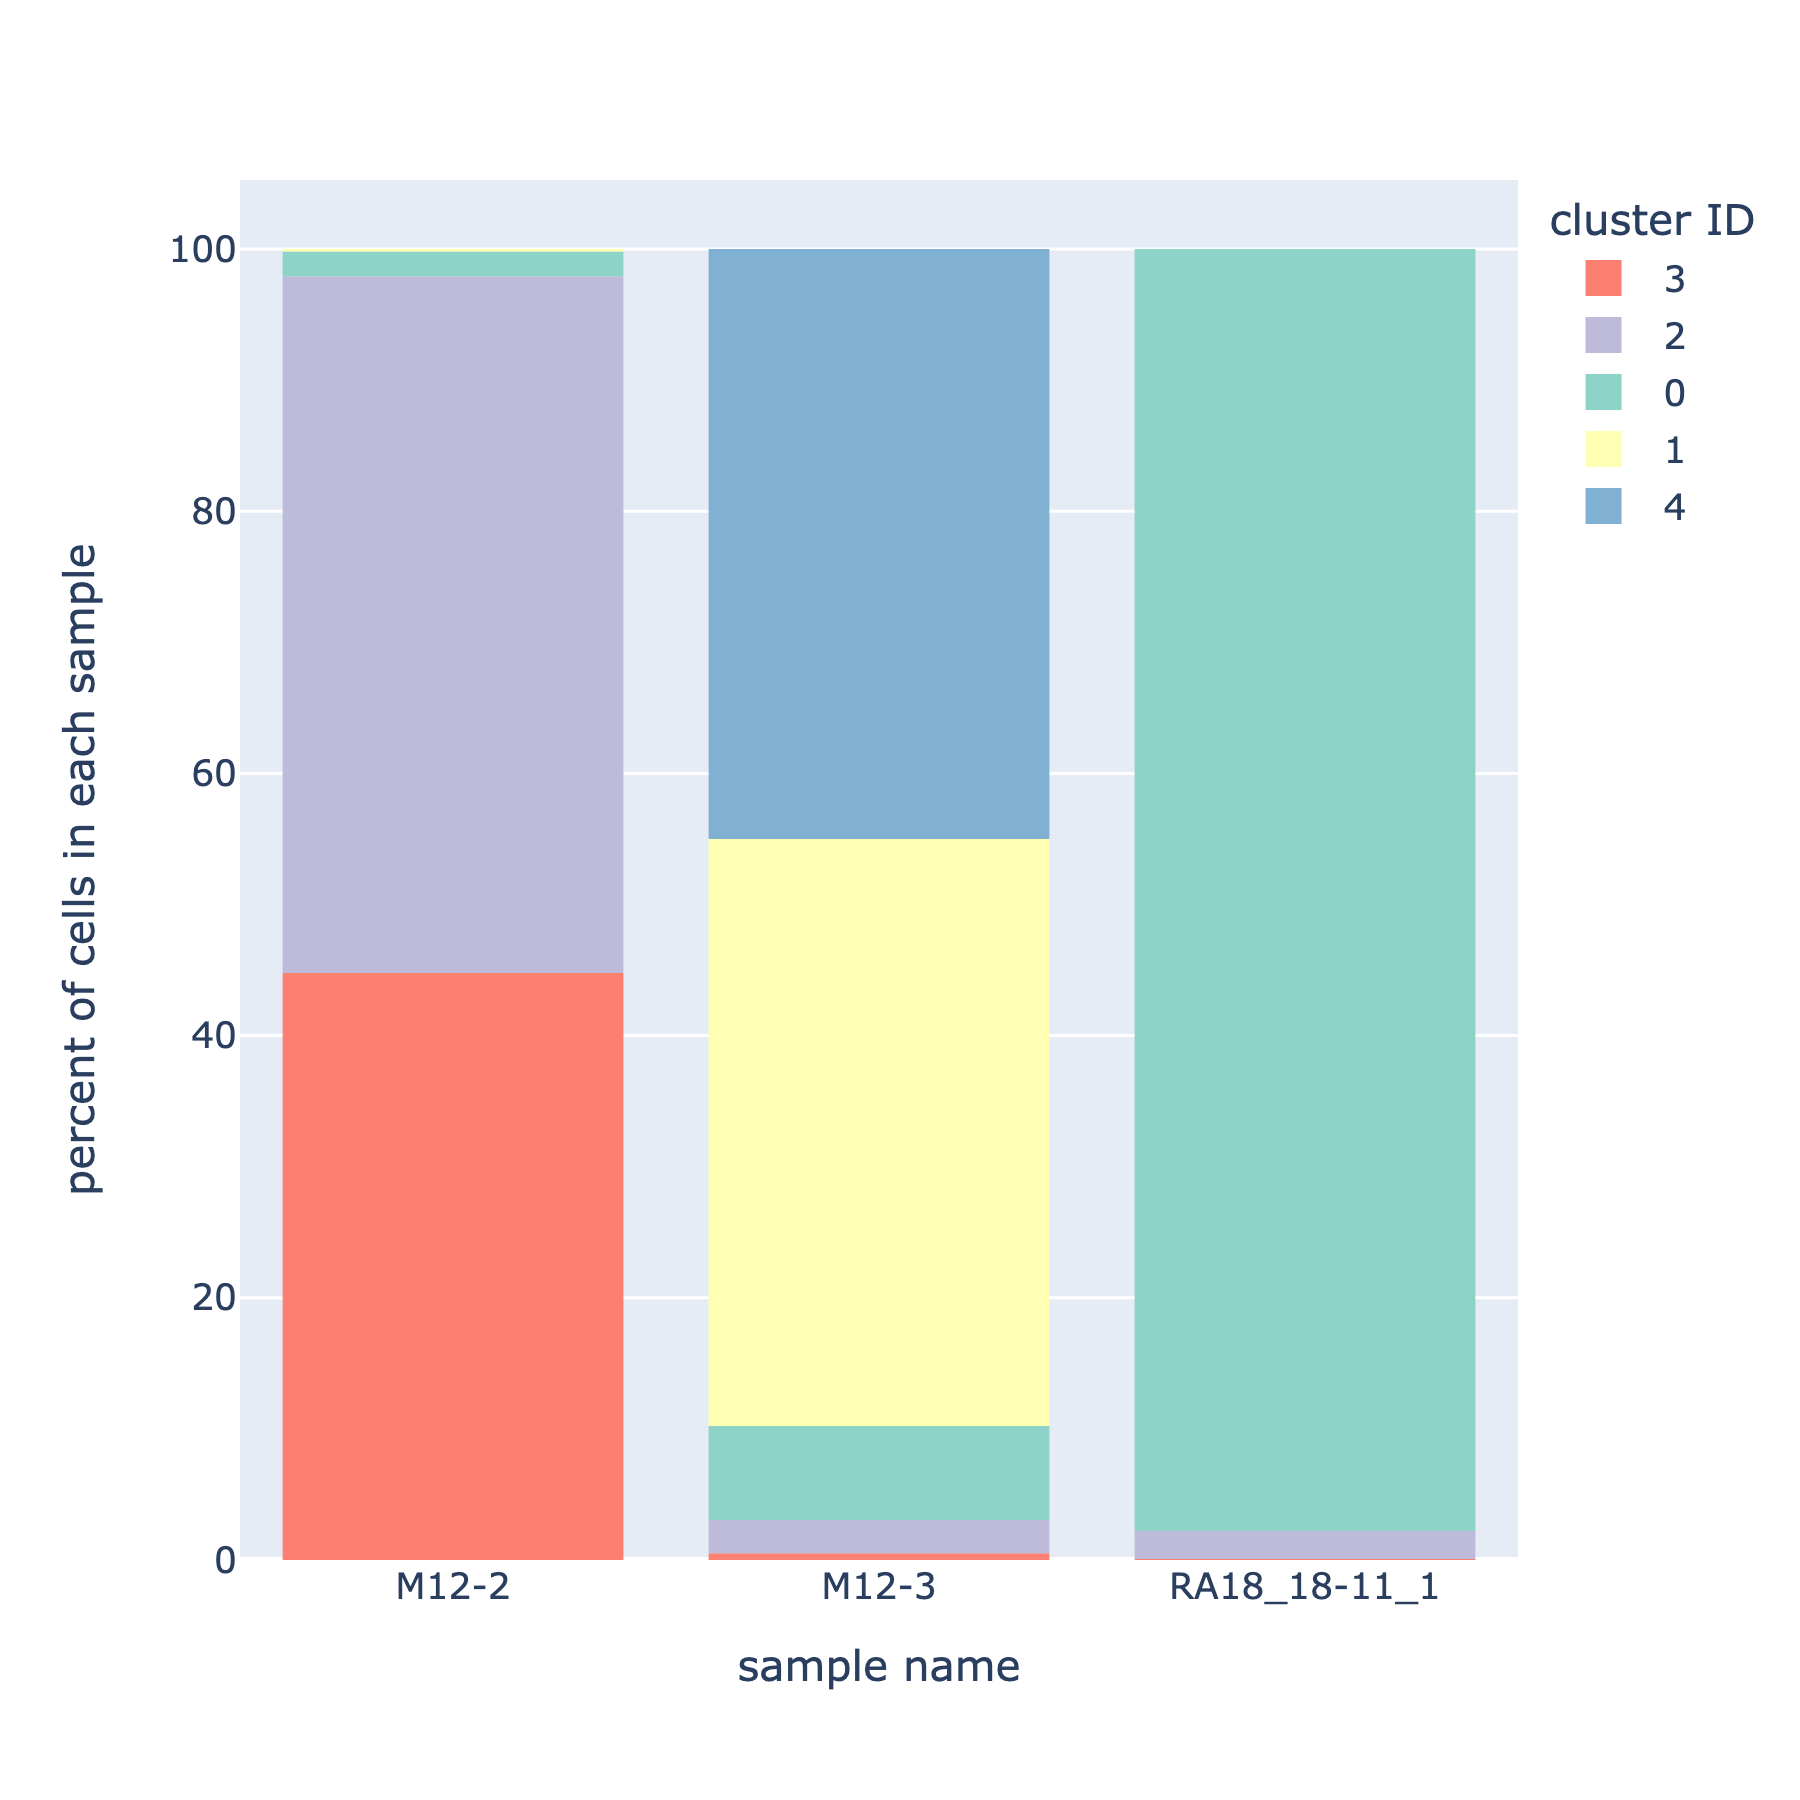 cluster ID
3
2
0
1
4
percent of cells in each sample
100
80
60
40
20
0
M12-2
M12-3
RA18_18-11_1
sample name